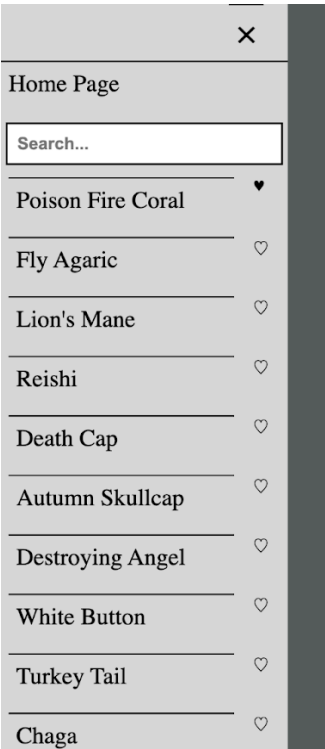 ×
Home Page
Search...
Poison Fire Coral ♥
Fly Agaric ♡
Lion's Mane ♡
Reishi ♡
Death Cap ♡
Autumn Skullcap ♡
Destroying Angel ♡
White Button ♡
Turkey Tail ♡
Chaga ♡